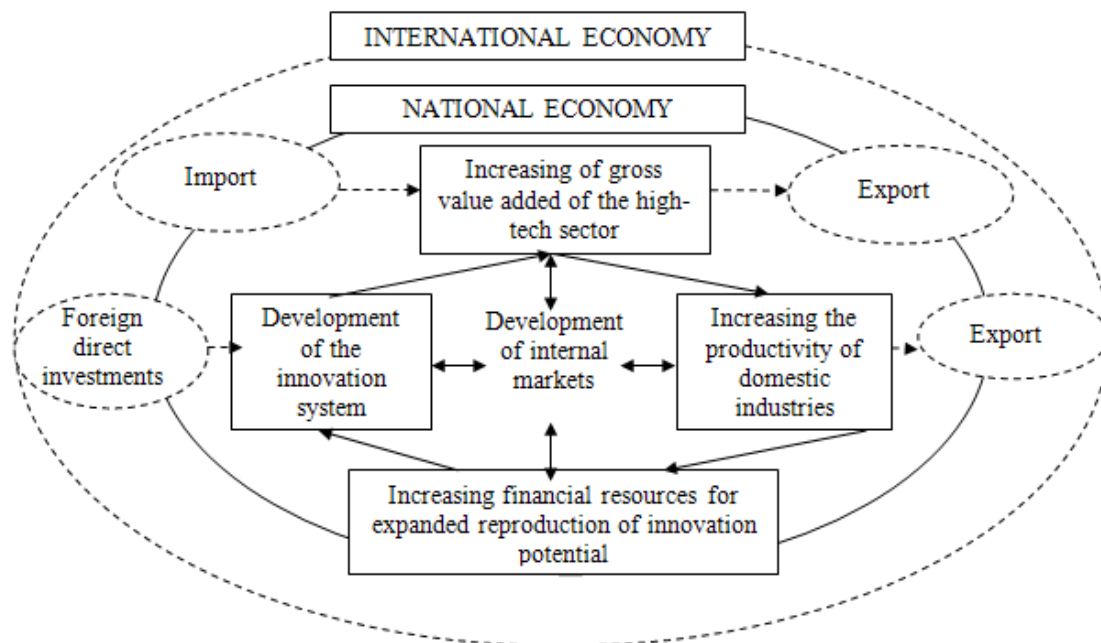 INTERNATIONAL ECONOMY
NATIONAL ECONOMY
Import
Increasing of gross
value added of the high-
tech sector
Export
Foreign
direct
investments
Development
of the
innovation
system
Development
of internal
markets
Increasing the
productivity of
domestic
industries
Export
Increasing financial resources for
expanded reproduction of innovation
potential